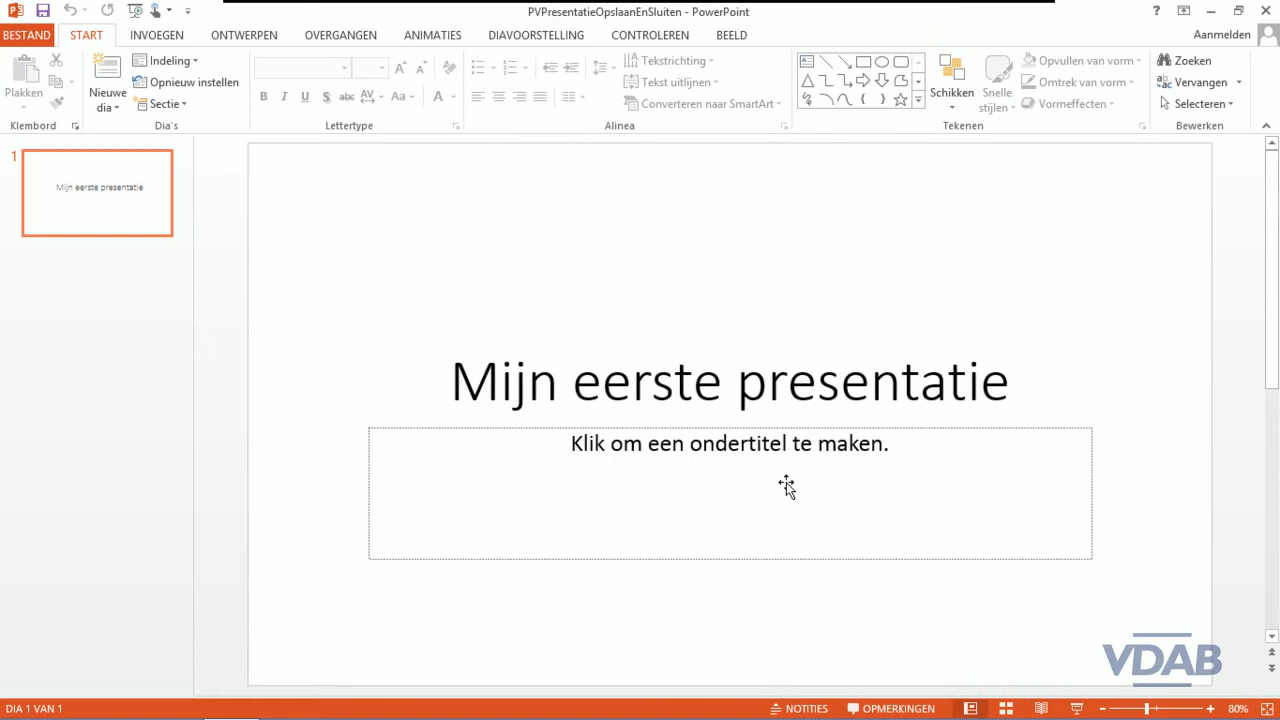 PVPresentatieOpslaanEnSluiten - PowerPoint
BESTAND START INVOEGEN ONTWERPEN OVERGANGEN ANIMATIES DIAVOORSTELLING CONTROLEREN BEELD Aanmelden
Plakken
Klembord
Nieuwe dia
Indeling
Opnieuw instellen
Sectie
Dia's
B I U S abc AV Aa A
Lettertype
Tekstrichting
Tekst uitlijnen
Converteren naar SmartArt
Alinea
Schikken
Snelle stijlen
Opvullen van vorm
Omtrek van vorm
Vormeffecten
Tekenen
Zoeken
Vervangen
Selecteren
Bewerken
1
Mijn eerste presentatie
Mijn eerste presentatie
Klik om een ondertitel te maken.
VDAB
DIA 1 VAN 1 NOTITIES OPMERKINGEN 80%